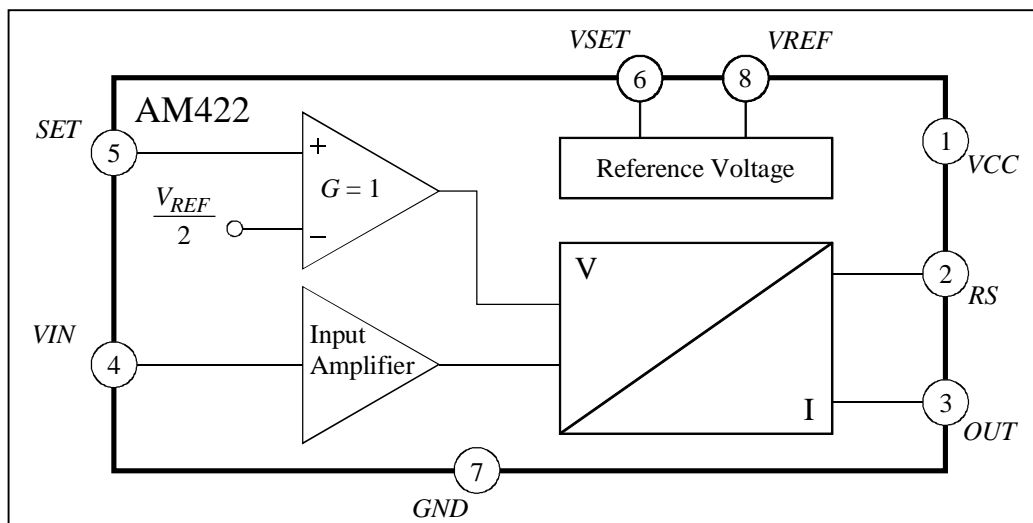 VSET
VREF
6
8
AM422
SET
5
+
G = 1
V_REF
2
−
Reference Voltage
1
VCC
V
2
RS
VIN
4
Input
Amplifier
I
3
OUT
7
GND